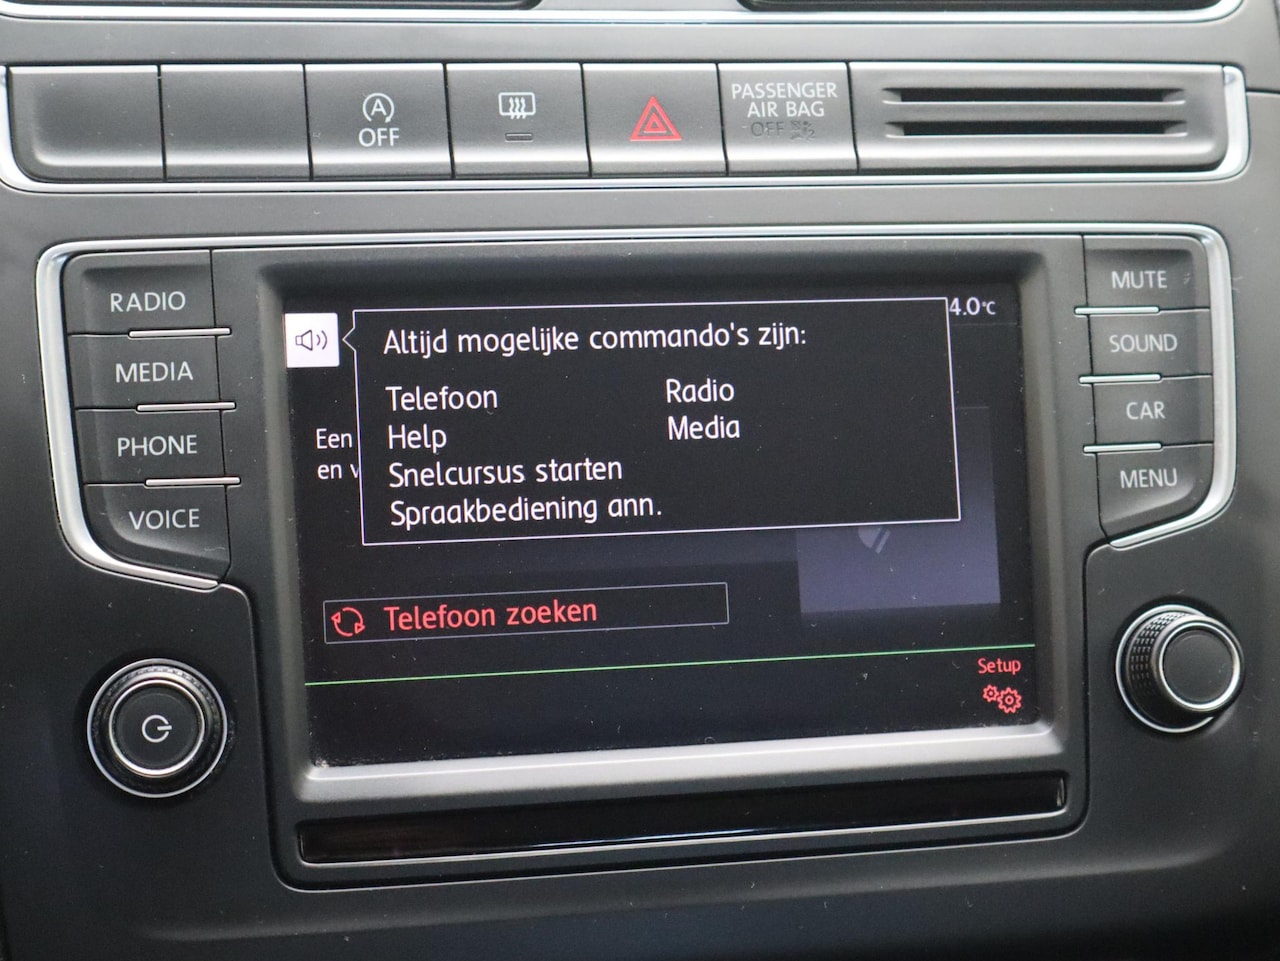 A
OFF
PASSENGER
AIR BAG
OFF
RADIO
MEDIA
PHONE
VOICE
MUTE
SOUND
CAR
MENU
4.0°C
Altijd mogelijke commando's zijn:
Telefoon Radio
Help Media
Snelcursus starten
Spraakbediening ann.
Een
en v
Telefoon zoeken
Setup